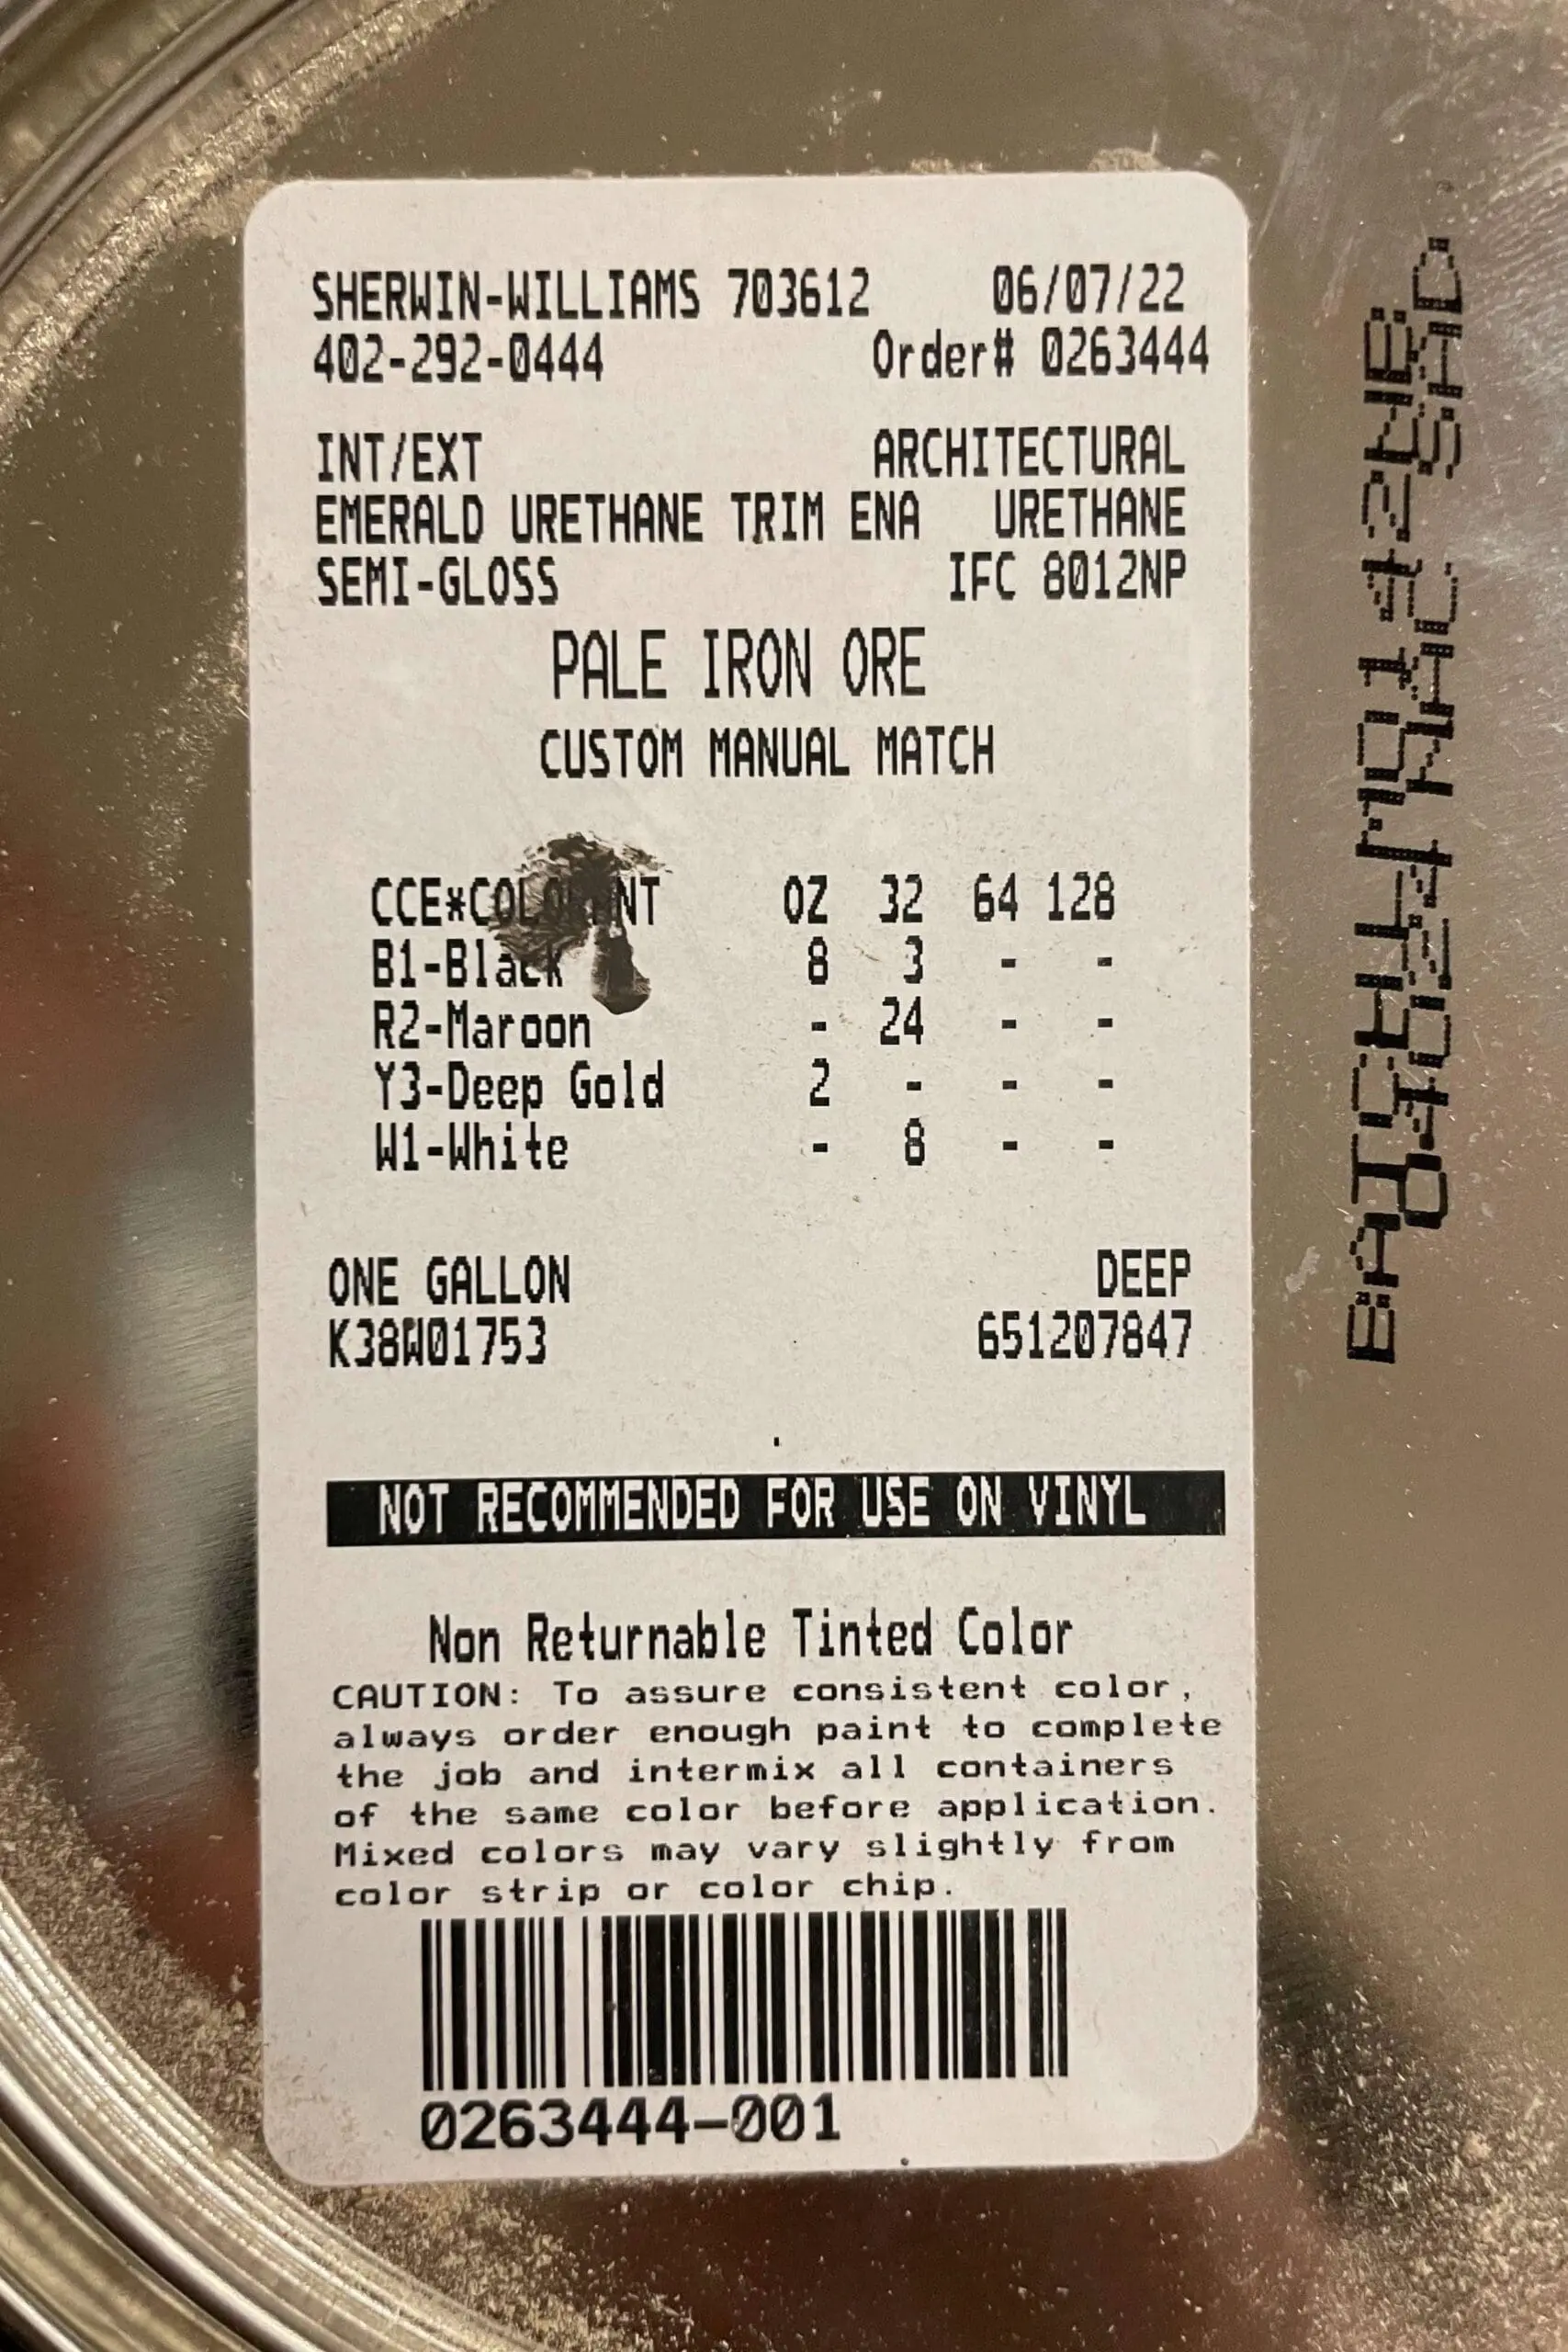 SHERWIN-WILLIAMS 703612 06/07/22
402-292-0444 Order# 0263444
INT/EXT ARCHITECTURAL
EMERALD URETHANE TRIM ENA URETHANE
SEMI-GLOSS IFC 8012NP
PALE IRON ORE
CUSTOM MANUAL MATCH
CCE*COLORANT OZ 32 64 128
B1-Black 8 3 - -
R2-Maroon - 24 - -
Y3-Deep Gold 2 - - -
W1-White - 8 - -
ONE GALLON DEEP
K38W01753 651207847
NOT RECOMMENDED FOR USE ON VINYL
Non Returnable Tinted Color
CAUTION: To assure consistent color,
always order enough paint to complete
the job and intermix all containers
of the same color before application.
Mixed colors may vary slightly from
color strip or color chip.
0263444-001
BATCH